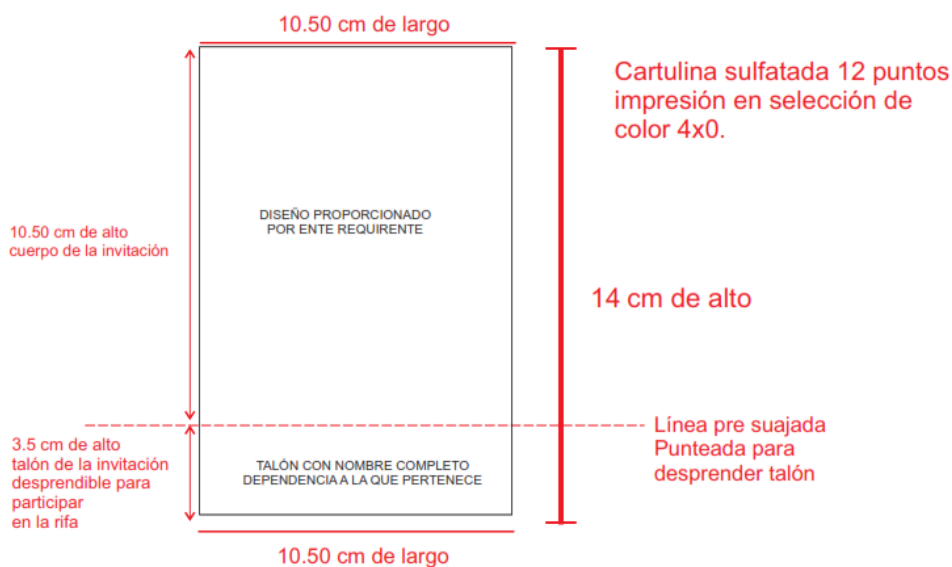 10.50 cm de largo
Cartulina sulfatada 12 puntos
impresión en selección de
color 4x0.
DISEÑO PROPORCIONADO
POR ENTE REQUIRENTE
10.50 cm de alto
cuerpo de la invitación
14 cm de alto
Línea pre suajada
Punteada para
desprender talón
3.5 cm de alto
talón de la invitación
desprendible para
participar
en la rifa
TALÓN CON NOMBRE COMPLETO
DEPENDENCIA A LA QUE PERTENECE
10.50 cm de largo